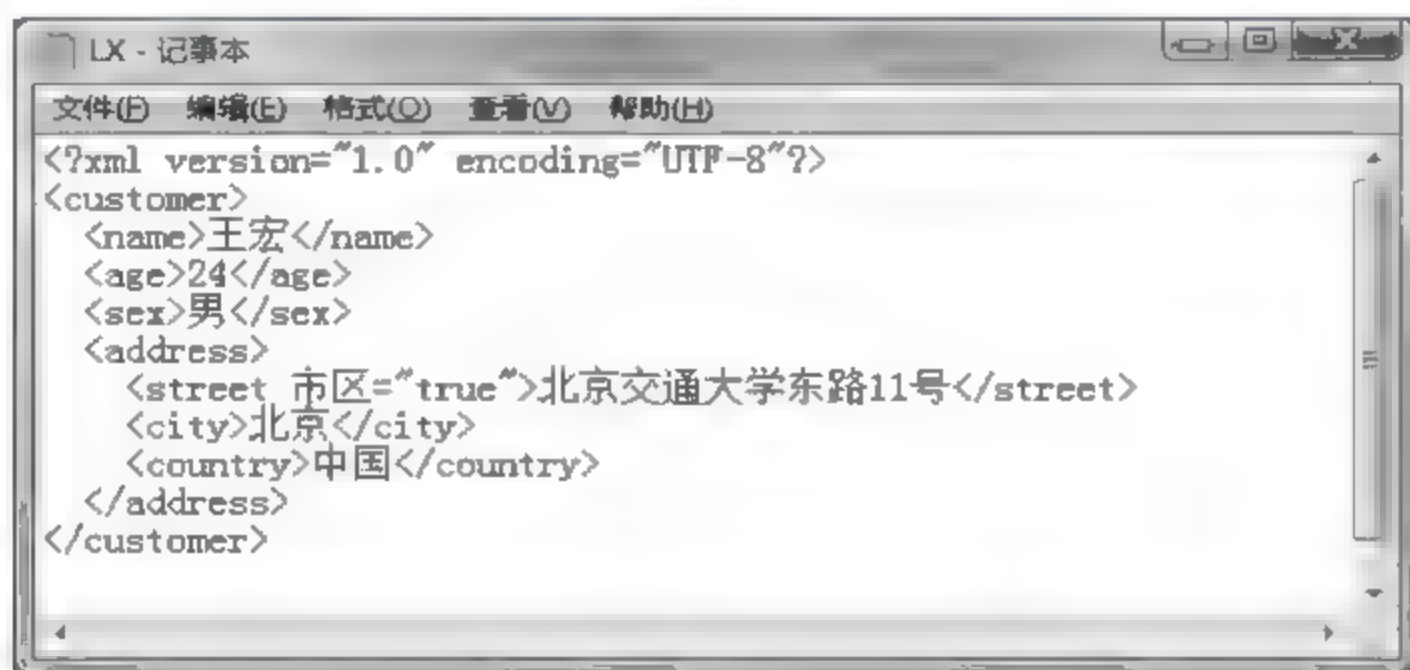 LX - 记事本
文件(F) 编辑(E) 格式(O) 查看(V) 帮助(H)
<?xml version="1.0" encoding="UTF-8"?>
<customer>
<name>王宏</name>
<age>24</age>
<sex>男</sex>
<address>
<street 市区="true">北京交通大学东路11号</street>
<city>北京</city>
<country>中国</country>
</address>
</customer>